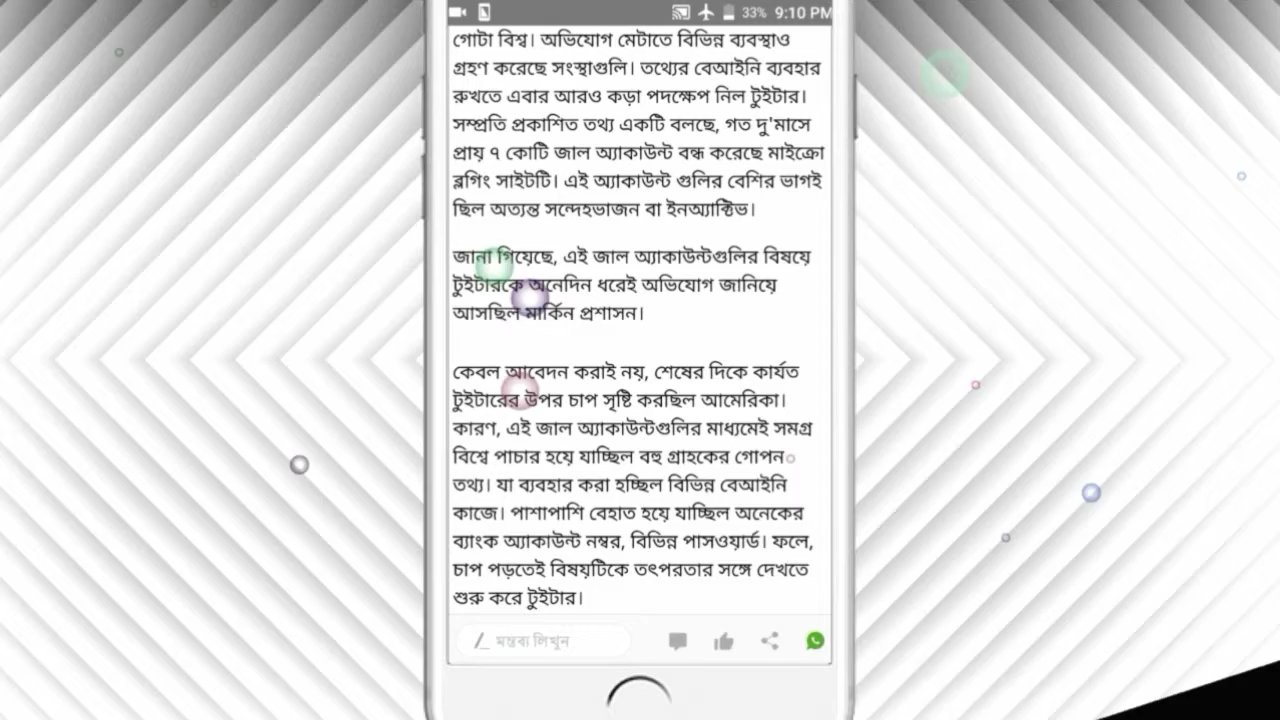 33% 9:10 PM
গোটা বিশ্ব। অভিযোগ মেটাতে বিভিন্ন ব্যবস্থাও
গ্রহণ করেছে সংস্থাগুলি। তথ্যের বেআইনি ব্যবহার
রুখতে এবার আরও কড়া পদক্ষেপ নিল টুইটার।
সম্প্রতি প্রকাশিত তথ্য একটি বলছে, গত দু'মাসে
প্রায় ৭ কোটি জাল অ্যাকাউন্ট বন্ধ করেছে মাইক্রো
ব্লগিং সাইটটি। এই অ্যাকাউন্ট গুলির বেশির ভাগই
ছিল অত্যন্ত সন্দেহভাজন বা ইনঅ্যাক্টিভ।
জানা গিয়েছে, এই জাল অ্যাকাউন্টগুলির বিষয়ে
টুইটারকে অনেদিন ধরেই অভিযোগ জানিয়ে
আসছিল মার্কিন প্রশাসন।
কেবল আবেদন করাই নয়, শেষের দিকে কার্যত
টুইটারের উপর চাপ সৃষ্টি করছিল আমেরিকা।
কারণ, এই জাল অ্যাকাউন্টগুলির মাধ্যমেই সমগ্র
বিশ্বে পাচার হয়ে যাচ্ছিল বহু গ্রাহকের গোপন
তথ্য। যা ব্যবহার করা হচ্ছিল বিভিন্ন বেআইনি
কাজে। পাশাপাশি বেহাত হয়ে যাচ্ছিল অনেকের
ব্যাংক অ্যাকাউন্ট নম্বর, বিভিন্ন পাসওয়ার্ড। ফলে,
চাপ পড়তেই বিষয়টিকে তৎপরতার সঙ্গে দেখতে
শুরু করে টুইটার।
মন্তব্য লিখুন